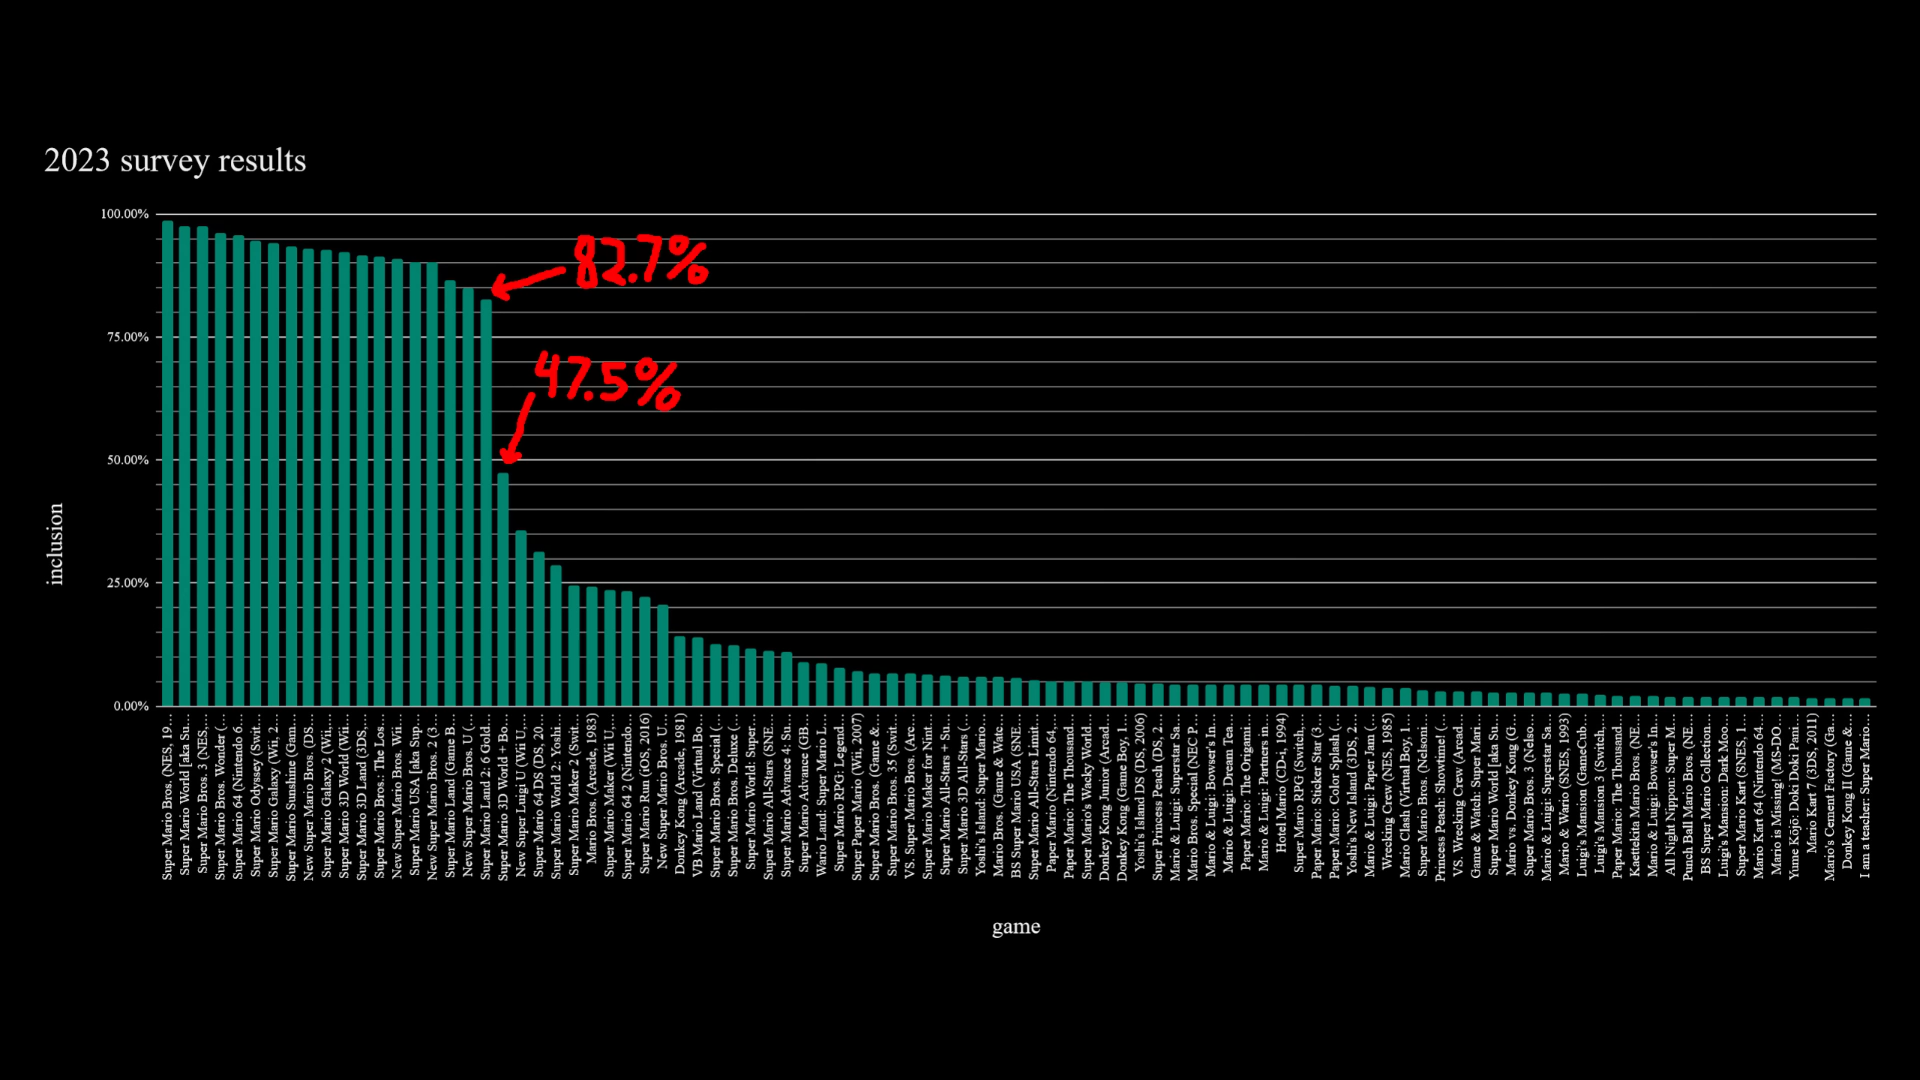 2023 survey results
100.00%
82.7%
75.00%
47.5%
50.00%
25.00%
0.00%
inclusion
Super Mario Bros. (NES, 19...
Super Mario World [aka Su...
Super Mario Bros. 3 (NES,...
Super Mario Bros. Wonder (...
Super Mario 64 (Nintendo 6...
Super Mario Odyssey (Swit...
Super Mario Galaxy (Wii, 2...
Super Mario Sunshine (Gam...
New Super Mario Bros. (DS...
Super Mario Galaxy 2 (Wii,...
Super Mario 3D World (Wii...
Super Mario 3D Land (3DS,...
Super Mario Bros.: The Los...
New Super Mario Bros. Wii...
Super Mario USA [aka Sup...
New Super Mario Bros. 2 (3...
Super Mario Land (Game B...
New Super Mario Bros. U (...
Super Mario Land 2: 6 Gold...
Super Mario 3D World + Bo...
New Super Luigi U (Wii U,...
Super Mario 64 DS (DS, 20...
Super Mario World 2: Yoshi...
Super Mario Maker 2 (Swit...
Mario Bros. (Arcade, 1983)
Super Mario Maker (Wii U,...
Super Mario 64 2 (Nintendo...
Super Mario Run (iOS, 2016)
New Super Mario Bros. U...
Donkey Kong (Arcade, 1981)
VB Mario Land (Virtual Bo...
Super Mario Bros. Special (...
Super Mario Bros. Deluxe (...
Super Mario World: Super...
Super Mario All-Stars (SNE...
Super Mario Advance 4: Su...
Super Mario Advance (GB...
Wario Land: Super Mario L...
Super Mario RPG: Legend...
Super Paper Mario (Wii, 2007)
Super Mario Bros. (Game &...
Super Mario Bros. 35 (Swit...
VS. Super Mario Bros. (Arc...
Super Mario Maker for Nint...
Super Mario All-Stars + Su...
Super Mario 3D All-Stars (...
Yoshi's Island: Super Mario...
Mario Bros. (Game & Watc...
BS Super Mario USA (SNE...
Super Mario All-Stars Limit...
Paper Mario (Nintendo 64,...
Paper Mario: The Thousand...
Super Mario's Wacky World...
Donkey Kong Junior (Arcad...
Donkey Kong (Game Boy, 1...
Yoshi's Island DS (DS, 2006)
Super Princess Peach (DS, 2...
Mario & Luigi: Superstar Sa...
Mario Bros. Special (NEC P...
Mario & Luigi: Bowser's In...
Mario & Luigi: Dream Tea...
Paper Mario: The Origami...
Mario & Luigi: Partners in...
Hotel Mario (CD-i, 1994)
Super Mario RPG (Switch,...
Paper Mario: Sticker Star (3...
Paper Mario: Color Splash (...
Yoshi's New Island (3DS, 2...
Mario & Luigi: Paper Jam (...
Wrecking Crew (NES, 1985)
Mario Clash (Virtual Boy, 1...
Super Mario Bros. (Nelsoni...
Princess Peach: Showtime! (...
VS. Wrecking Crew (Arcad...
Game & Watch: Super Mari...
Super Mario World [aka Su...
Mario vs. Donkey Kong (G...
Super Mario Bros. 3 (Nelso...
Mario & Luigi: Superstar Sa...
Mario & Wario (SNES, 1993)
Luigi's Mansion (GameCub...
Luigi's Mansion 3 (Switch,...
Paper Mario: The Thousand...
Kaettekita Mario Bros. (NE...
Mario & Luigi: Bowser's In...
All Night Nippon: Super M...
Punch Ball Mario Bros. (NE...
BS Super Mario Collection...
Luigi's Mansion: Dark Moo...
Super Mario Kart (SNES, 1...
Mario Kart 64 (Nintendo 64...
Mario is Missing! (MS-DO...
Yume Kōjō: Doki Doki Pani...
Mario Kart 7 (3DS, 2011)
Mario's Cement Factory (Ga...
Donkey Kong II (Game &...
I am a teacher: Super Mario...
game